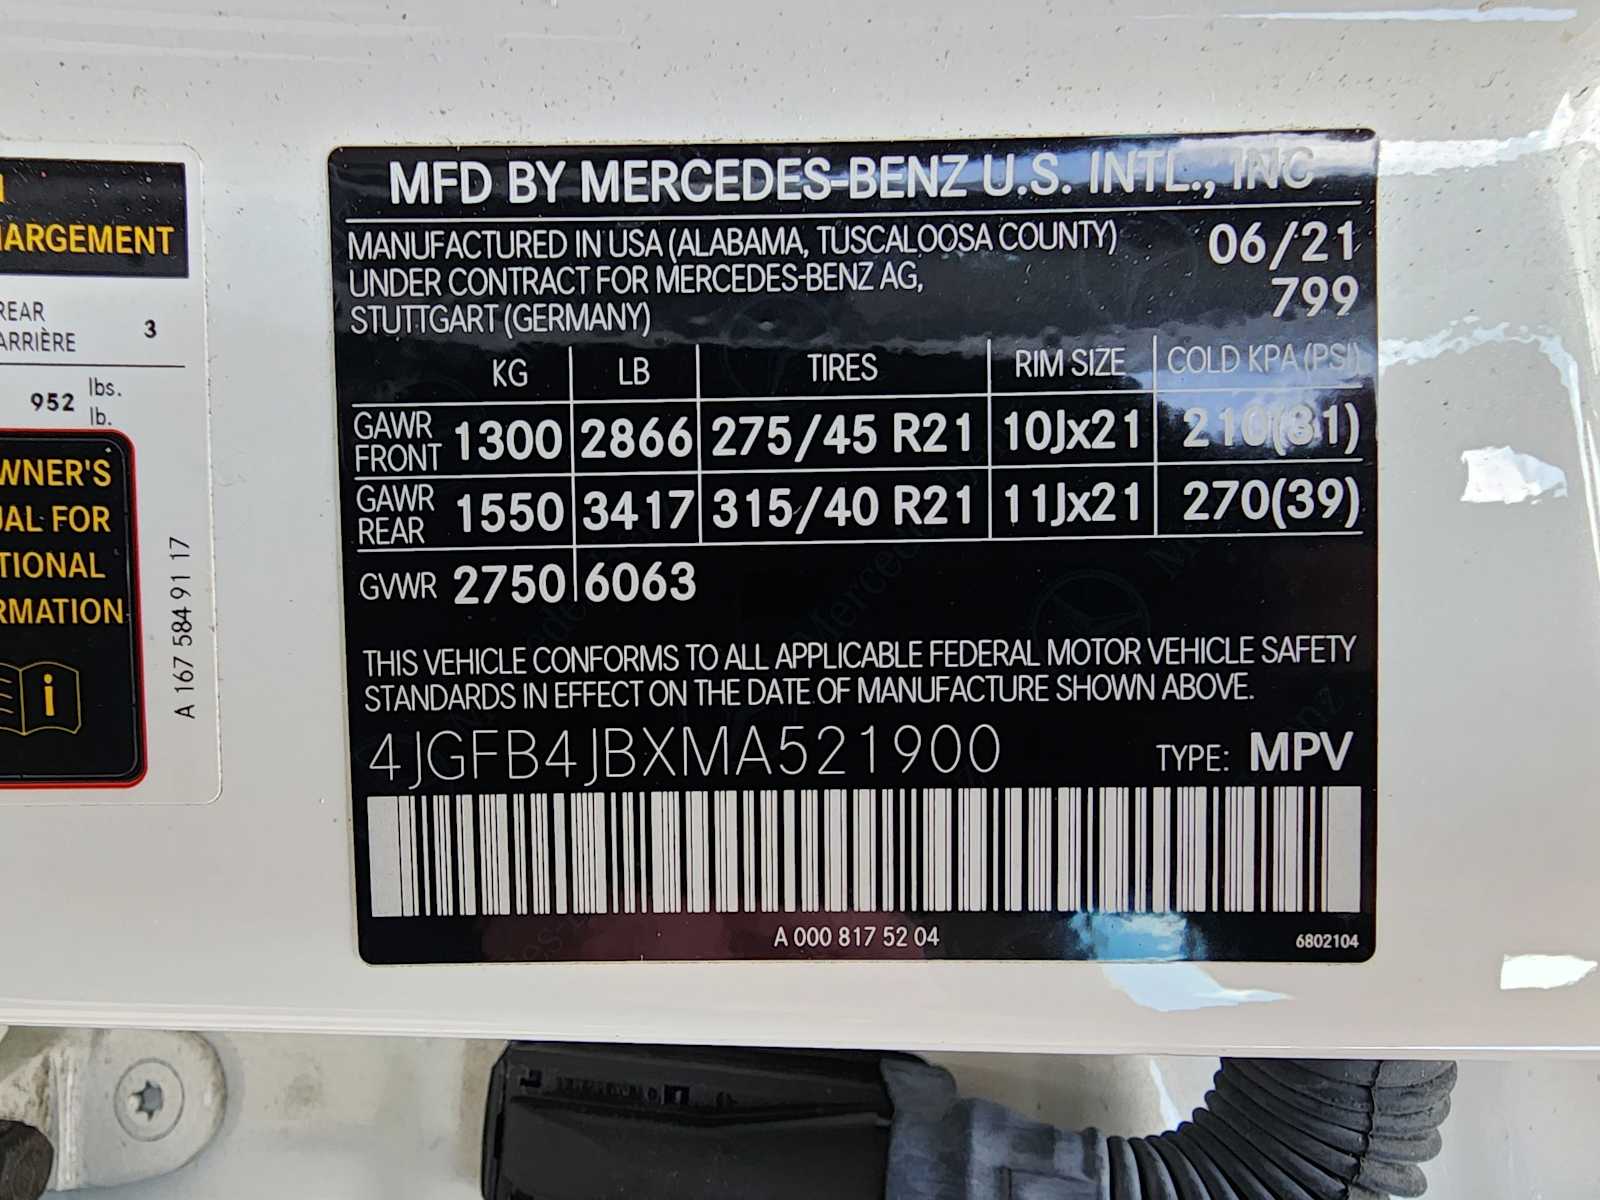 ARGEMENT
REAR
ARRIÈRE 3
952 lbs.
lb.
OWNER'S
FOR
A 167 584 91 17
MFD BY MERCEDES-BENZ U.S. INTL., INC
MANUFACTURED IN USA (ALABAMA, TUSCALOOSA COUNTY) 06/21
UNDER CONTRACT FOR MERCEDES-BENZ AG, 799
STUTTGART (GERMANY)
KG LB TIRES RIM SIZE COLD KPA (PSI)
GAWR FRONT 1300 2866 275/45 R21 10Jx21 210(31)
GAWR REAR 1550 3417 315/40 R21 11Jx21 270(39)
GVWR 2750 6063
THIS VEHICLE CONFORMS TO ALL APPLICABLE FEDERAL MOTOR VEHICLE SAFETY
STANDARDS IN EFFECT ON THE DATE OF MANUFACTURE SHOWN ABOVE.
4JGFB4JBXMA521900 TYPE: MPV
A 000 817 52 04 6802104